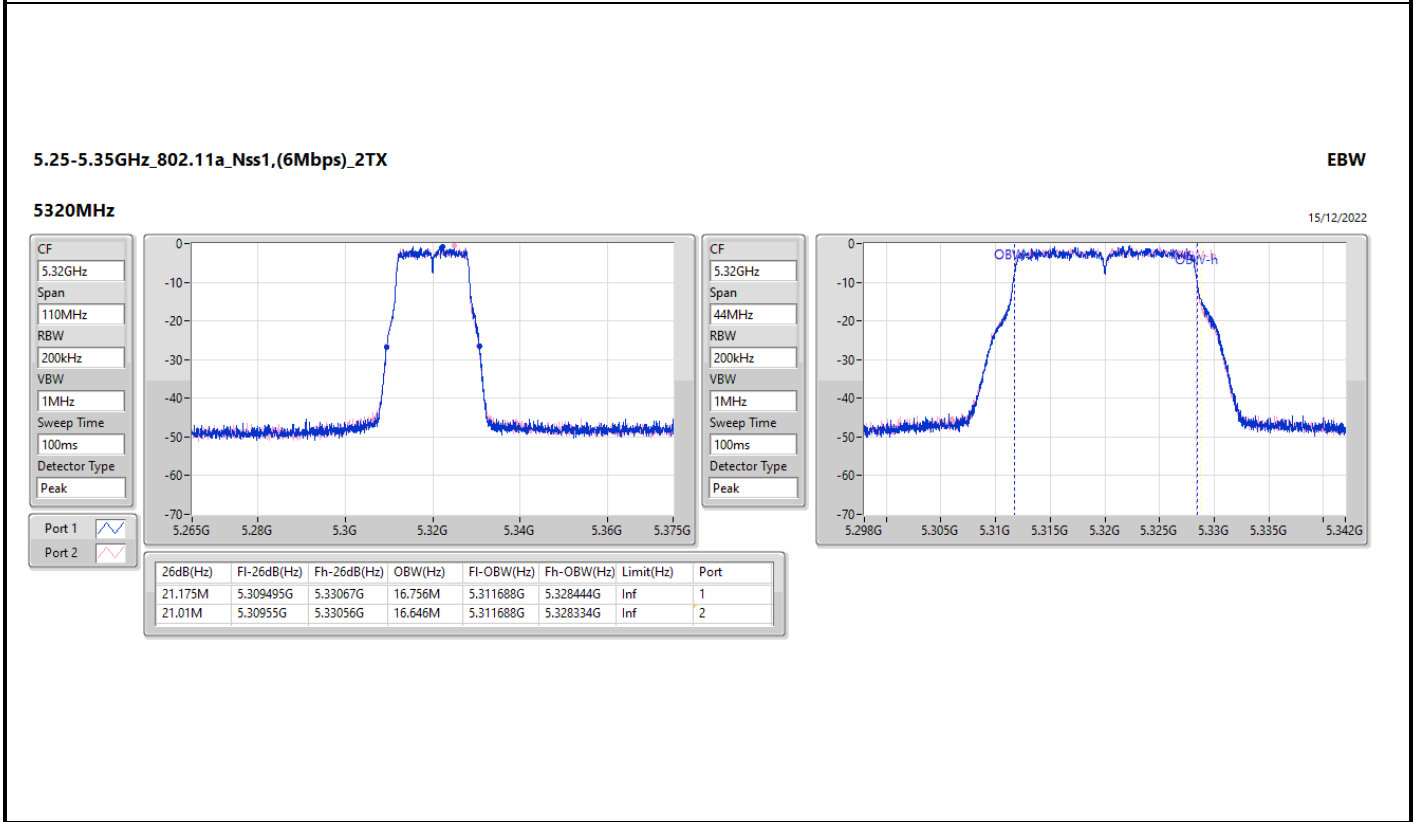 5.25-5.35GHz_802.11a_Nss1,(6Mbps)_2TX
EBW
5320MHz
15/12/2022
CF
5.32GHz
Span
110MHz
RBW
200kHz
VBW
1MHz
Sweep Time
100ms
Detector Type
Peak
Port 1
Port 2
0
-10
-20
-30
-40
-50
-60
-70
5.265G 5.28G 5.3G 5.32G 5.34G 5.36G 5.375G
CF
5.32GHz
Span
44MHz
RBW
200kHz
VBW
1MHz
Sweep Time
100ms
Detector Type
Peak
0
-10
-20
-30
-40
-50
-60
-70
OBW-h
5.298G 5.305G 5.31G 5.315G 5.32G 5.325G 5.33G 5.335G 5.342G
26dB(Hz) Fl-26dB(Hz) Fh-26dB(Hz) OBW(Hz) Fl-OBW(Hz) Fh-OBW(Hz) Limit(Hz) Port
21.175M 5.309495G 5.33067G 16.756M 5.311688G 5.328444G Inf 1
21.01M 5.30955G 5.33056G 16.646M 5.311688G 5.328334G Inf 2